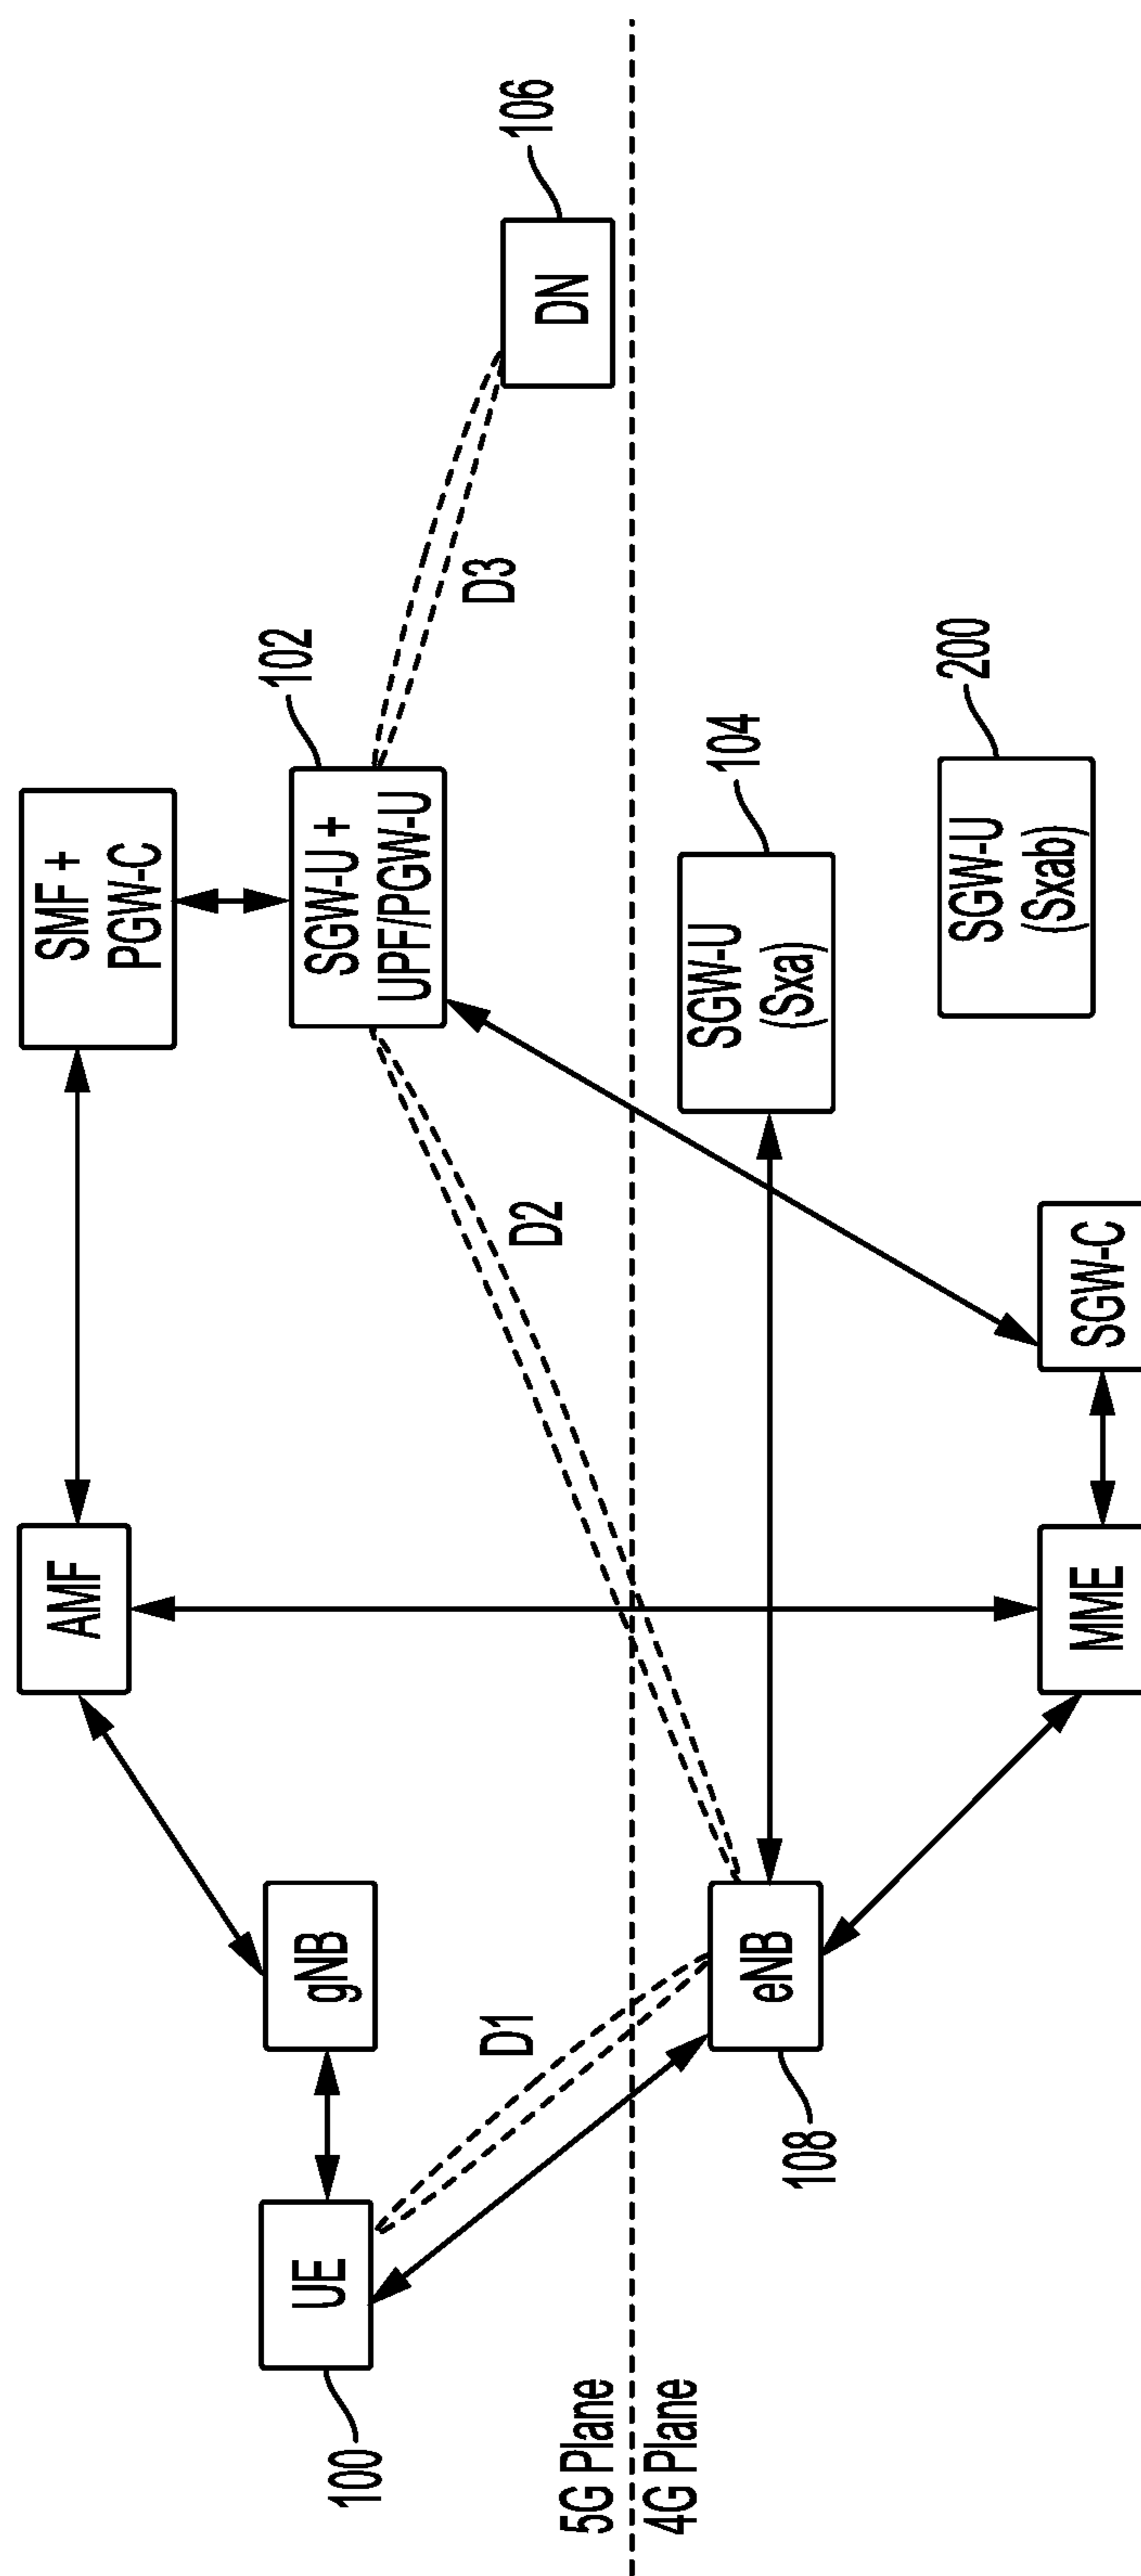 AMF
SMF +
PGW-C
102
UE
100
gNB
SGW-U +
UPF/PGW-U
D1
D2
D3
DN
106
5G Plane
4G Plane
eNB
108
SGW-U
(Sxa)
104
SGW-U
(Sxab)
200
MME
SGW-C